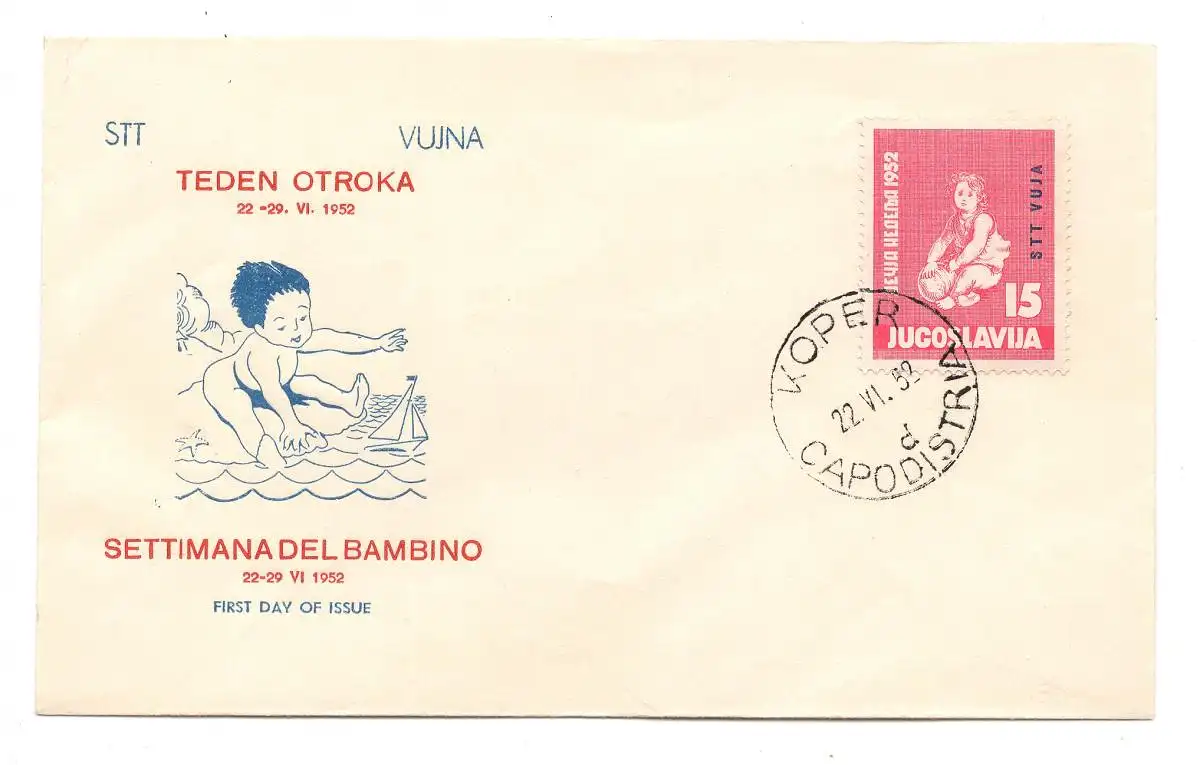 STT VUJNA
TEDEN OTROKA
22-29. VI. 1952
SETTIMANA DEL BAMBINO
22-29 VI 1952
FIRST DAY OF ISSUE
ДЕЧЈА НЕДЕЉА 1952
STT VUJA
15
JUGOSLAVIJA
KOPER
22.VI.52
d
CAPODISTRIA